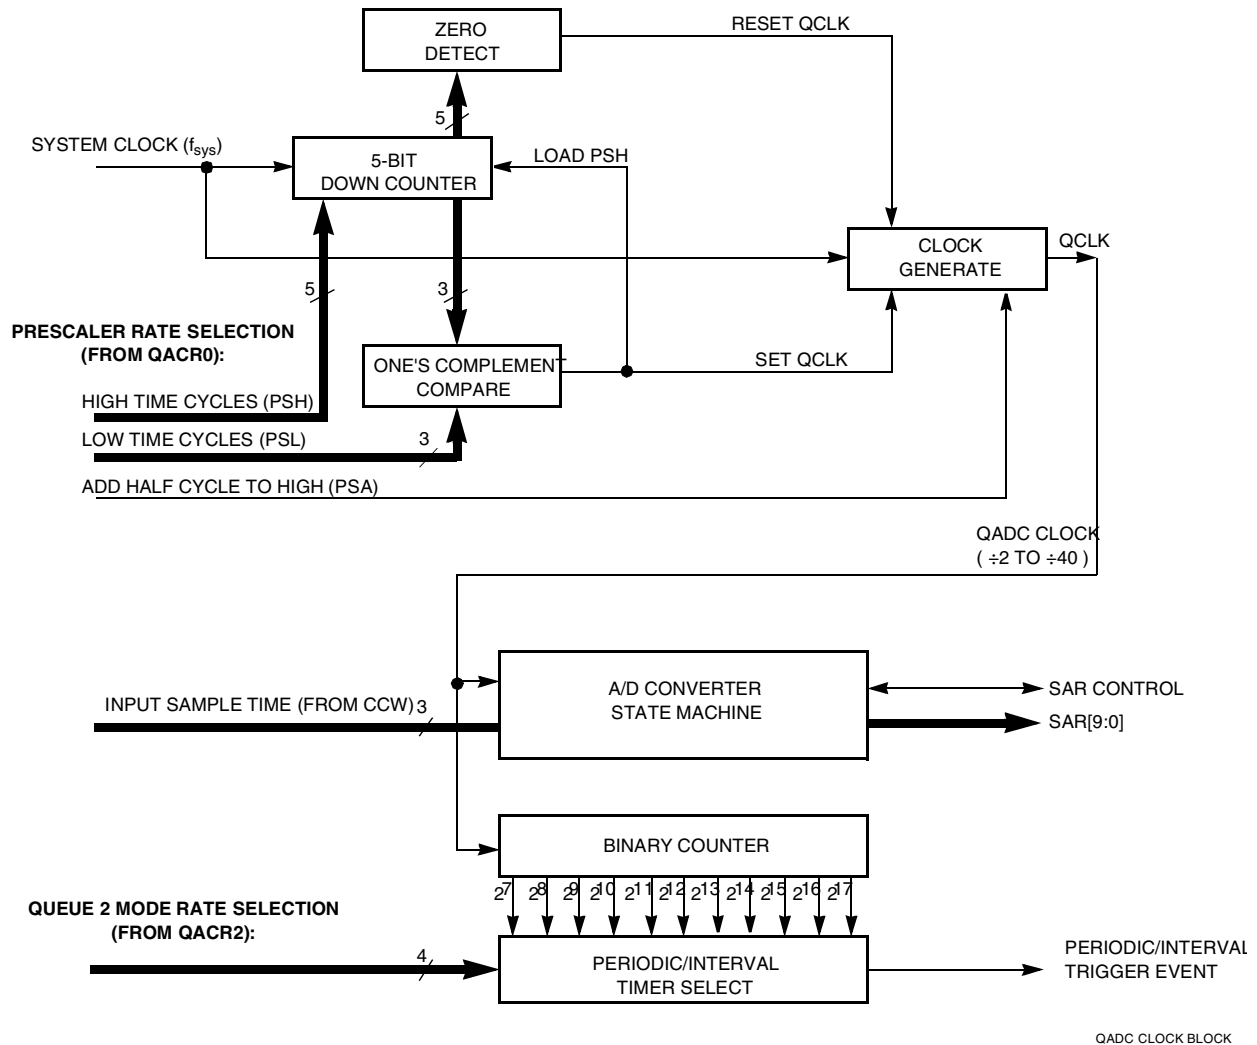 ZERO
DETECT
RESET QCLK
5
SYSTEM CLOCK (fsys)
5-BIT
DOWN COUNTER
LOAD PSH
CLOCK
GENERATE
QCLK
5
3
PRESCALER RATE SELECTION
(FROM QACR0):
ONE'S COMPLEMENT
COMPARE
SET QCLK
HIGH TIME CYCLES (PSH)
LOW TIME CYCLES (PSL)
3
ADD HALF CYCLE TO HIGH (PSA)
QADC CLOCK
( ÷2 TO ÷40 )
INPUT SAMPLE TIME (FROM CCW)
3
A/D CONVERTER
STATE MACHINE
SAR CONTROL
SAR[9:0]
BINARY COUNTER
2^7 2^8 2^9 2^10 2^11 2^12 2^13 2^14 2^15 2^16 2^17
QUEUE 2 MODE RATE SELECTION
(FROM QACR2):
4
PERIODIC/INTERVAL
TIMER SELECT
PERIODIC/INTERVAL
TRIGGER EVENT
QADC CLOCK BLOCK